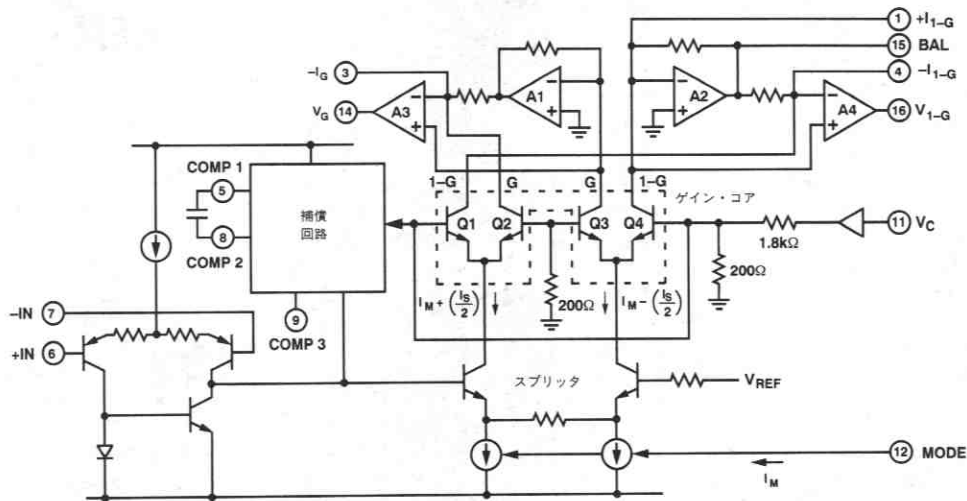 1 +I1–G
15 BAL
–IG 3
4 –I1–G
VG 14
– + A3
A1 – +
– + A2
– + A4
16 V1–G
COMP 1
5
補償
回路
8
COMP 2
9
COMP 3
1–G G G 1–G
ゲイン・コア
Q1 Q2 Q3 Q4
1.8kΩ
11 VC
200Ω
200Ω
IM + (IS/2)
IM – (IS/2)
–IN 7
+IN 6
スプリッタ
VREF
12 MODE
IM